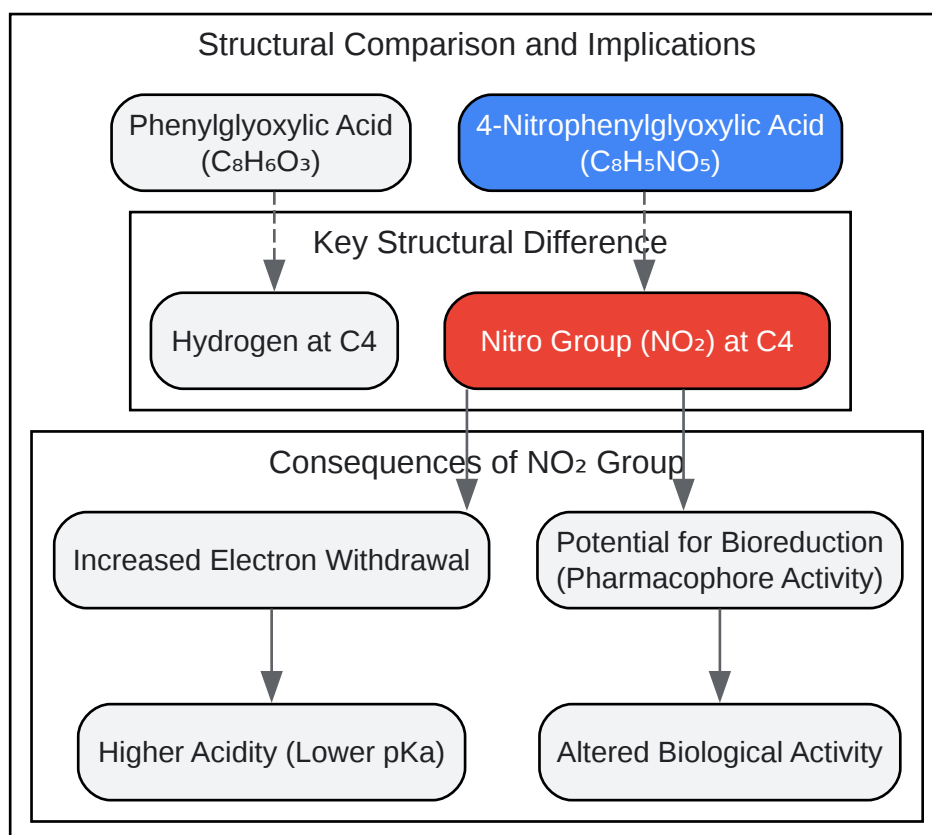 Structural Comparison and Implications
Phenylglyoxylic Acid
(C₈H₆O₃)
4-Nitrophenylglyoxylic Acid
(C₈H₅NO₅)
Key Structural Difference
Hydrogen at C4
Nitro Group (NO₂) at C4
Consequences of NO₂ Group
Increased Electron Withdrawal
Potential for Bioreduction
(Pharmacophore Activity)
Higher Acidity (Lower pKa)
Altered Biological Activity